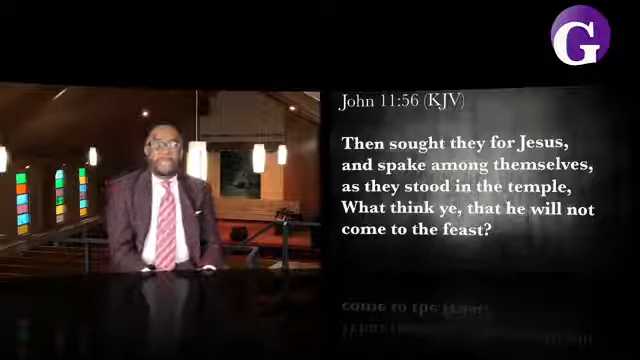 G
John 11:56 (KJV)
Then sought they for Jesus,
and spake among themselves,
as they stood in the temple,
What think ye, that he will not
come to the feast?